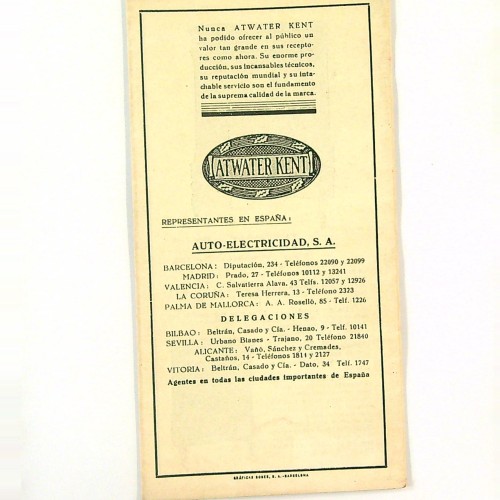 Nunca ATWATER KENT
ha podido ofrecer al público un
valor tan grande en sus recepto-
res como ahora. Su enorme pro-
ducción, sus incansables técnicos,
su reputación mundial y su inta-
chable servicio son el fundamento
de la suprema calidad de la marca.
ATWATER KENT
REPRESENTANTES EN ESPAÑA:
AUTO-ELECTRICIDAD, S. A.
BARCELONA: Diputación, 234 - Teléfonos 22090 y 22099
MADRID: Prado, 27 - Teléfonos 10112 y 13241
VALENCIA: C. Salvatierra Alava, 43 Telfs. 12057 y 12926
LA CORUÑA: Teresa Herrera, 13 - Teléfono 2323
PALMA DE MALLORCA: A. A. Roselló, 85 - Telf. 1226
DELEGACIONES
BILBAO: Beltrán, Casado y Cía. - Henao, 9 - Telf. 10141
SEVILLA: Urbano Blanes - Trajano, 20 Teléfono 21840
ALICANTE: Vañó, Sánchez y Cremades,
Castaños, 14 - Teléfonos 1811 y 2127
VITORIA: Beltrán, Casado y Cía. - Dato, 34 Telf. 1747
Agentes en todas las ciudades importantes de España
GRÁFICAS S. A. - BARCELONA